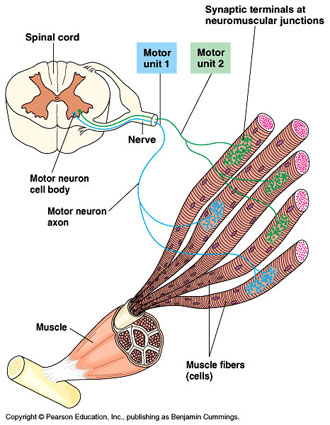 Synaptic terminals at
neuromuscular junctions
Spinal cord
Motor
unit 1
Motor
unit 2
Nerve
Motor neuron
cell body
Motor neuron
axon
Muscle
Muscle fibers
(cells)
Copyright © Pearson Education, Inc., publishing as Benjamin Cummings.